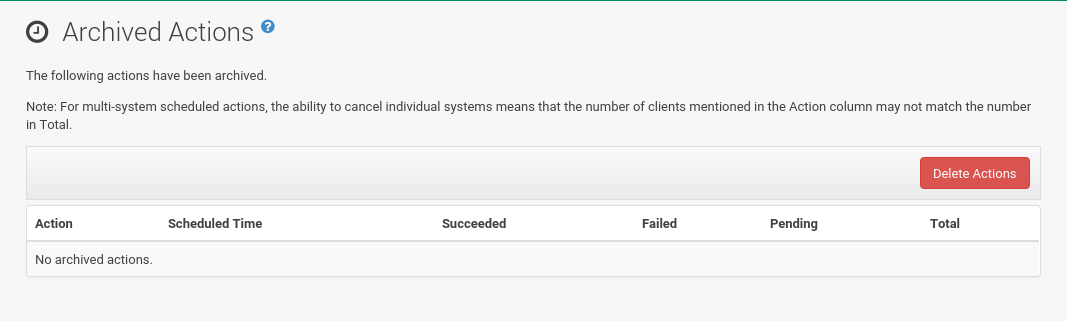 Archived Actions ?
The following actions have been archived.
Note: For multi-system scheduled actions, the ability to cancel individual systems means that the number of clients mentioned in the Action column may not match the number
in Total.
Delete Actions
Action Scheduled Time Succeeded Failed Pending Total
No archived actions.